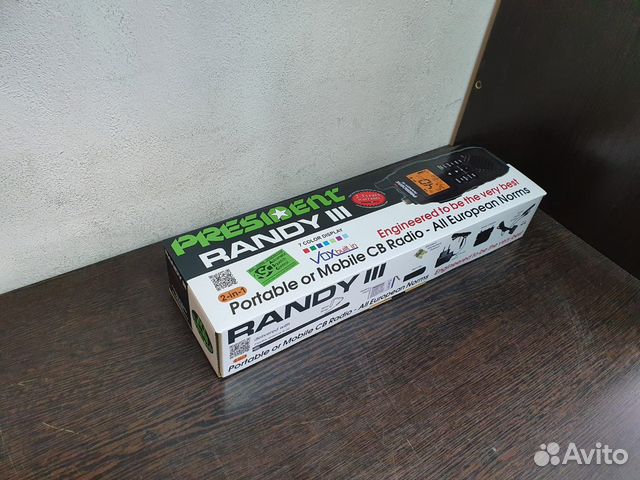 PRESIDENT
RANDY III
7 COLOR DISPLAY
VOX built in
2-in-1
Engineered to be the very best
Portable or Mobile CB Radio - All European Norms
RANDY III
delivered with
Engineered to be the very best
Portable or Mobile CB Radio - All European Norms
Avito